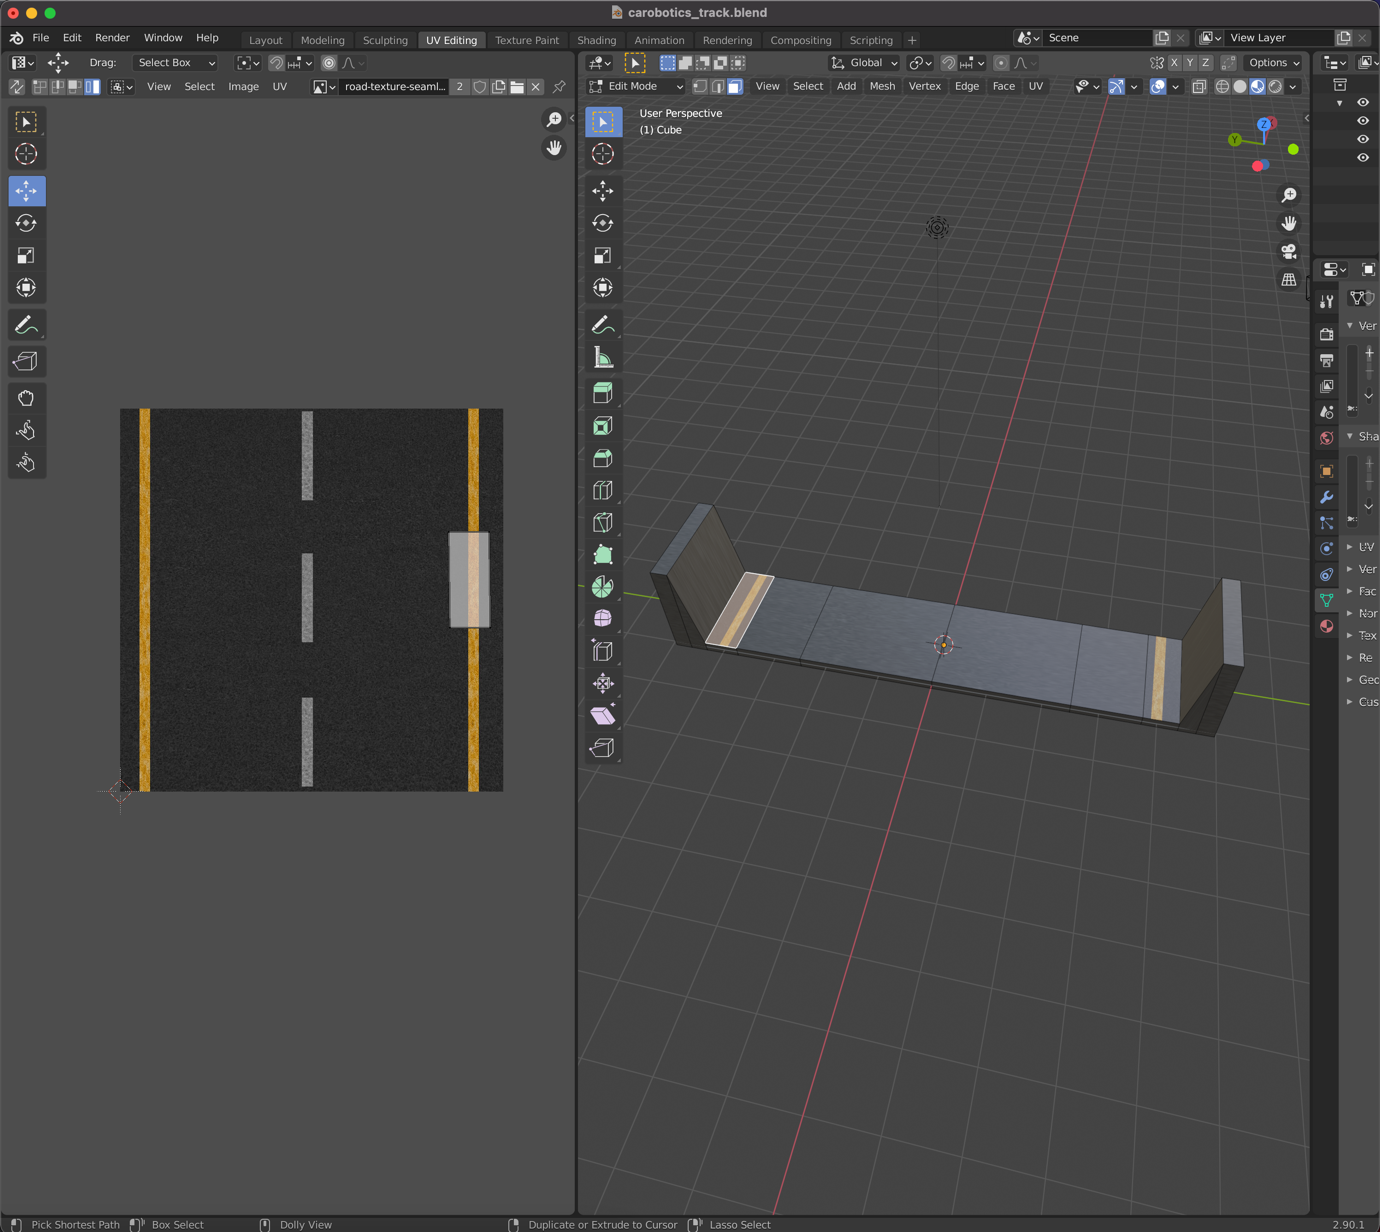 carobotics_track.blend
File Edit Render Window Help
Layout Modeling Sculpting UV Editing Texture Paint Shading Animation Rendering Compositing Scripting +
Scene
View Layer
Drag: Select Box
Global
X Y Z
Options
View Select Image UV
road-texture-seaml...
2
Edit Mode
View Select Add Mesh Vertex Edge Face UV
User Perspective
(1) Cube
Z
Y
Ver
Sha
UV
Ver
Fac
Nor
Tex
Re
Geo
Cus
Pick Shortest Path
Box Select
Dolly View
Duplicate or Extrude to Cursor
Lasso Select
2.90.1